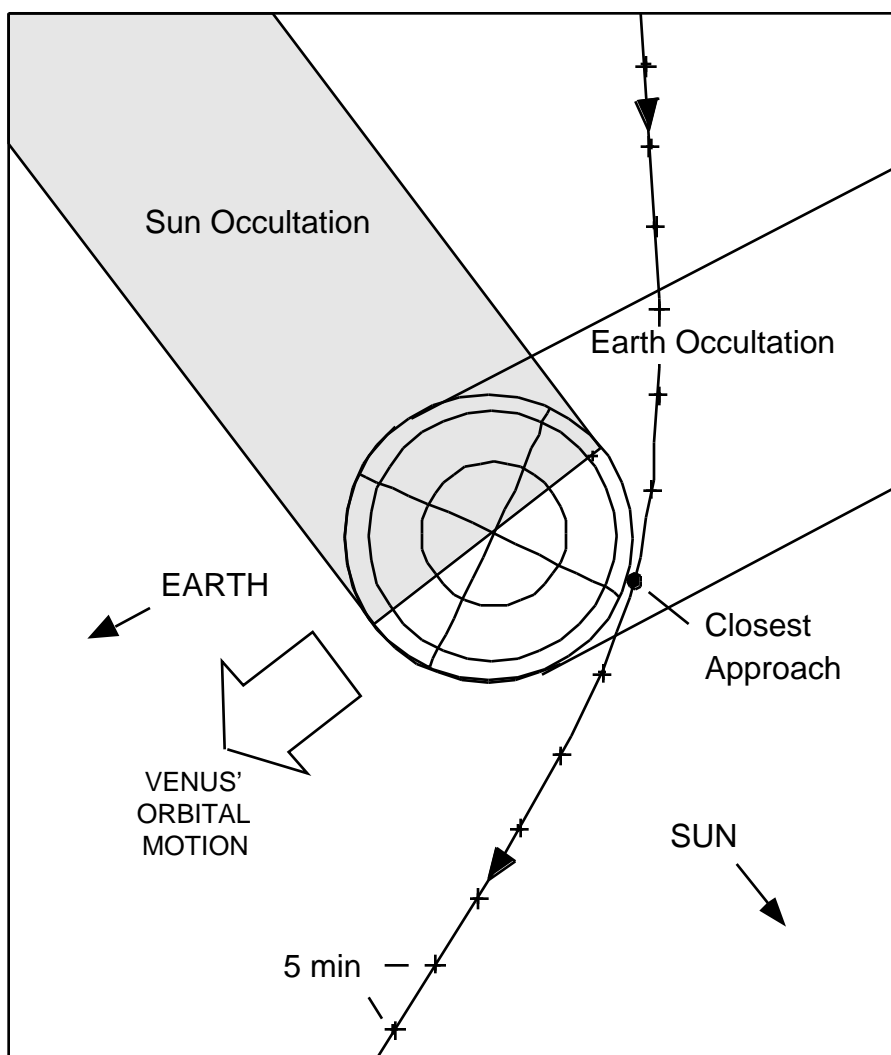 Sun Occultation
Earth Occultation
EARTH
Closest
Approach
VENUS’
ORBITAL
MOTION
SUN
5 min